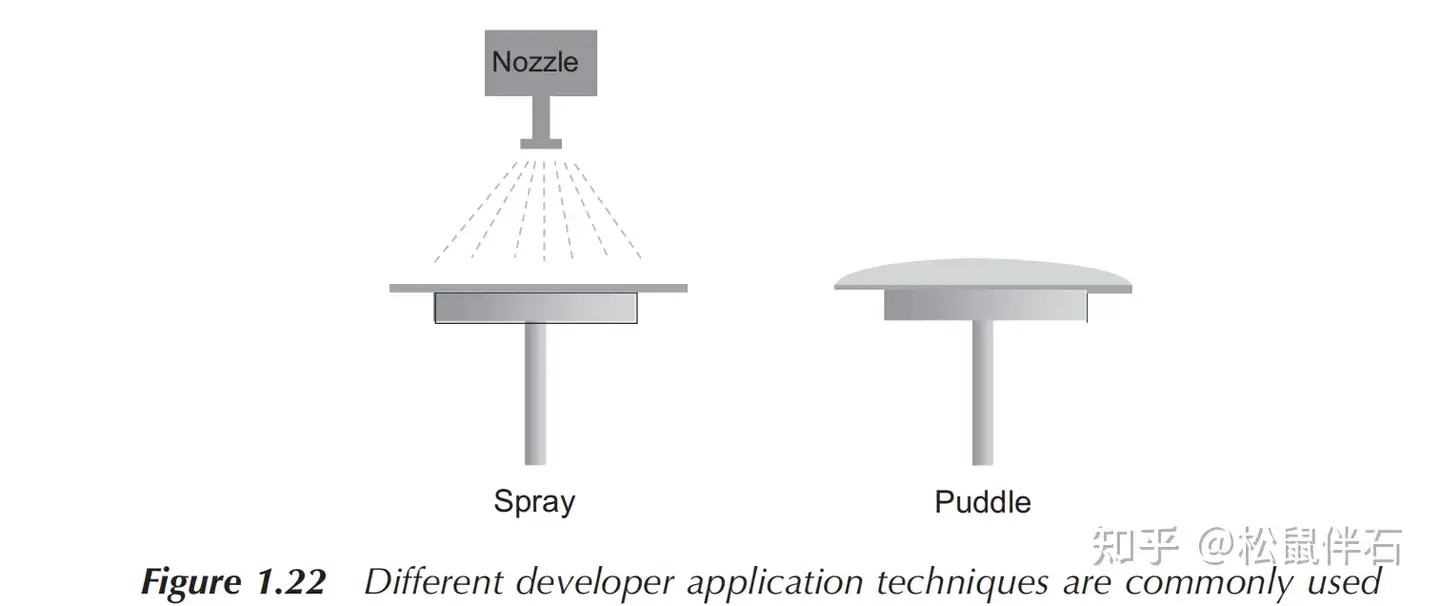 Nozzle
Spray
Puddle
知乎 @松鼠伴石
Figure 1.22 Different developer application techniques are commonly used